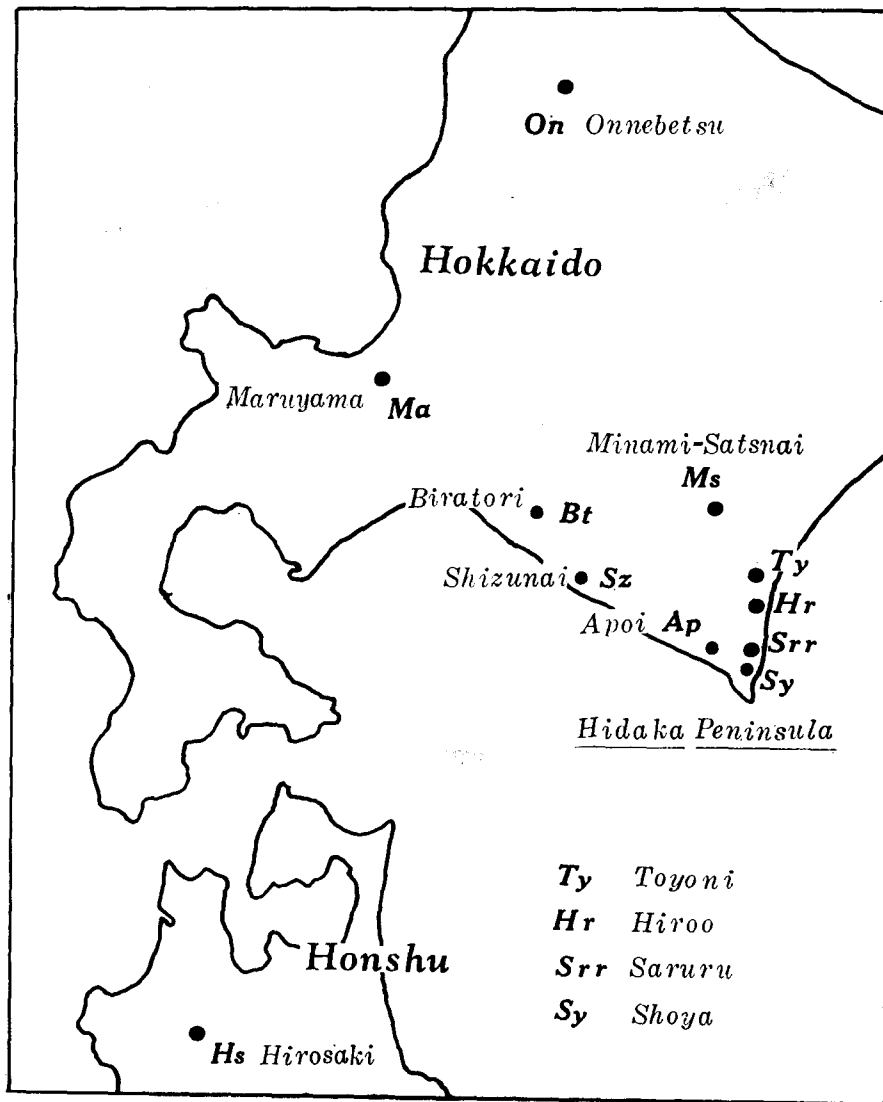 On Onnebetsu
Hokkaido
Maruyama Ma
Minami-Satsnai
Ms
Biratori Bt
Ty
Shizunai Sz
Hr
Apoi Ap
Srr
Sy
Hidaka Peninsula
Ty Toyoni
Hr Hiroo
Honshu
Srr Saruru
Sy Shoya
Hs Hirosaki